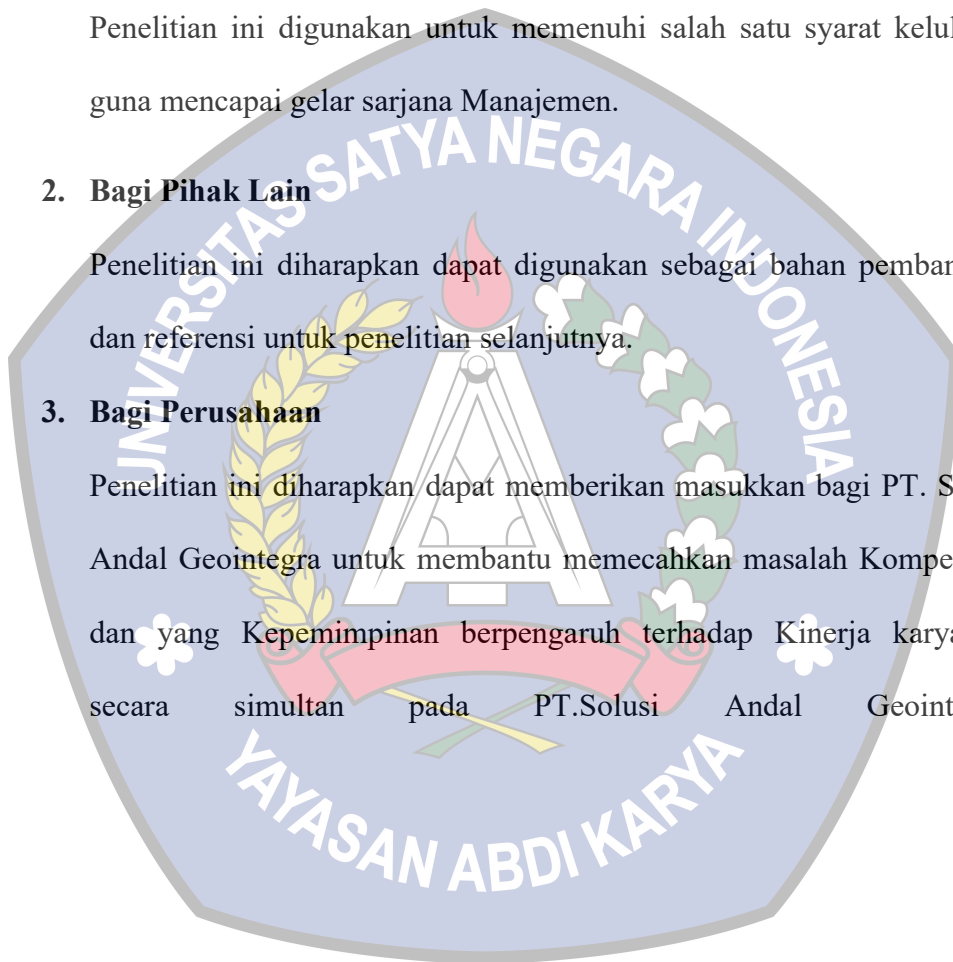 Penelitian ini digunakan untuk memenuhi salah satu syarat kelul
guna mencapai gelar sarjana Manajemen.
UNIVERSITAS SATYA NEGARA INDONESIA
2. Bagi Pihak Lain
Penelitian ini diharapkan dapat digunakan sebagai bahan pemban
dan referensi untuk penelitian selanjutnya.
3. Bagi Perusahaan
Penelitian ini diharapkan dapat memberikan masukkan bagi PT. S
Andal Geointegra untuk membantu memecahkan masalah Kompe
dan yang Kepemimpinan berpengaruh terhadap Kinerja karya
secara simultan pada PT.Solusi Andal Geoint
YAYASAN ABDI KARYA